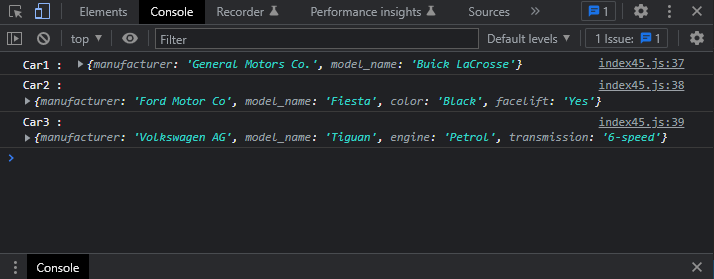 Elements Console Recorder Performance insights Sources » 1
top Filter Default levels 1 Issue: 1
Car1 : {manufacturer: 'General Motors Co.', model_name: 'Buick LaCrosse'} index45.js:37
Car2 : index45.js:38
{manufacturer: 'Ford Motor Co', model_name: 'Fiesta', color: 'Black', facelift: 'Yes'}
Car3 : index45.js:39
{manufacturer: 'Volkswagen AG', model_name: 'Tiguan', engine: 'Petrol', transmission: '6-speed'}
Console